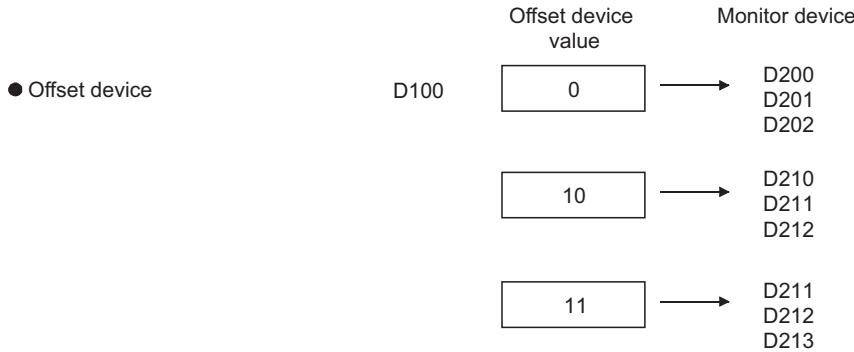 Offset device
value
Monitor device
● Offset device
D100
0
D200
D201
D202
10
D210
D211
D212
11
D211
D212
D213